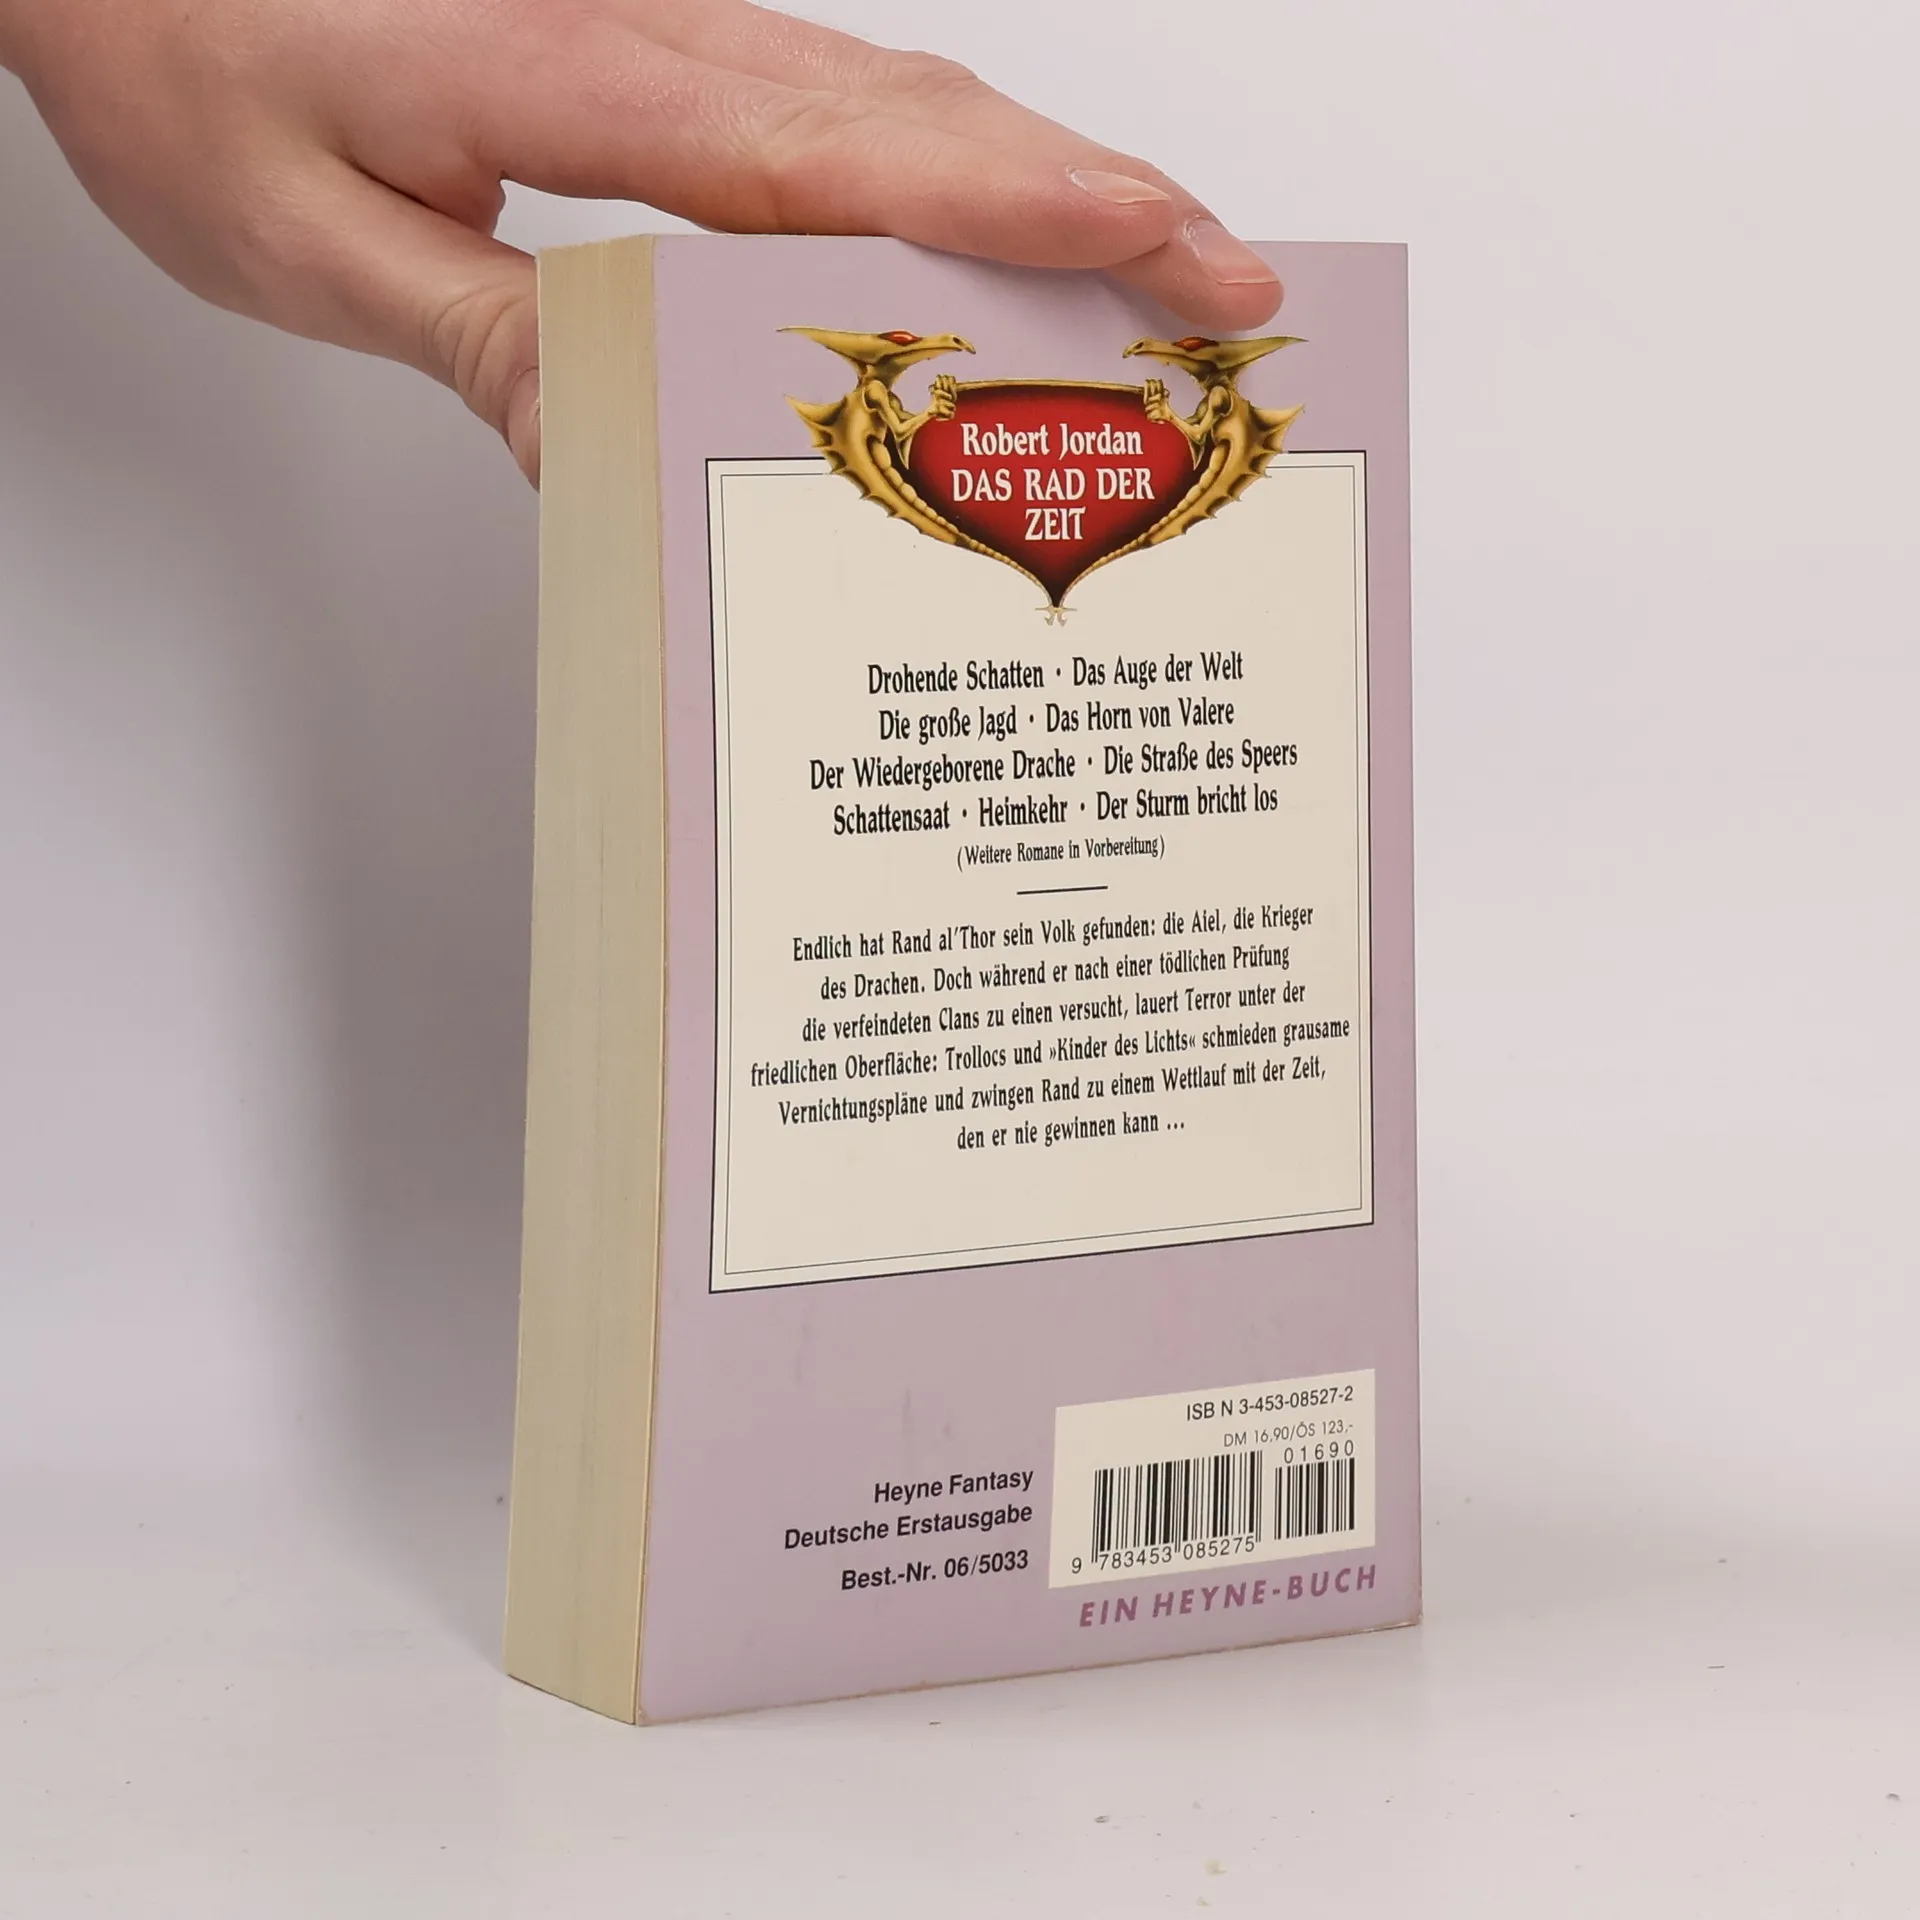 Robert Jordan
DAS RAD DER
ZEIT
Drohende Schatten · Das Auge der Welt
Die große Jagd · Das Horn von Valere
Der Wiedergeborene Drache · Die Straße des Speers
Schattensaat · Heimkehr · Der Sturm bricht los
(Weitere Romane in Vorbereitung)
Endlich hat Rand al'Thor sein Volk gefunden: die Aiel, die Krieger
des Drachen. Doch während er nach einer tödlichen Prüfung
die verfeindeten Clans zu einen versucht, lauert Terror unter der
friedlichen Oberfläche: Trollocs und »Kinder des Lichts« schmieden grausame
Vernichtungspläne und zwingen Rand zu einem Wettlauf mit der Zeit,
den er nie gewinnen kann ...
Heyne Fantasy
Deutsche Erstausgabe
Best.-Nr. 06/5033
ISBN 3-453-08527-2
DM 16.90/ÖS 123,-
01690
9 783453 085275
EIN HEYNE-BUCH